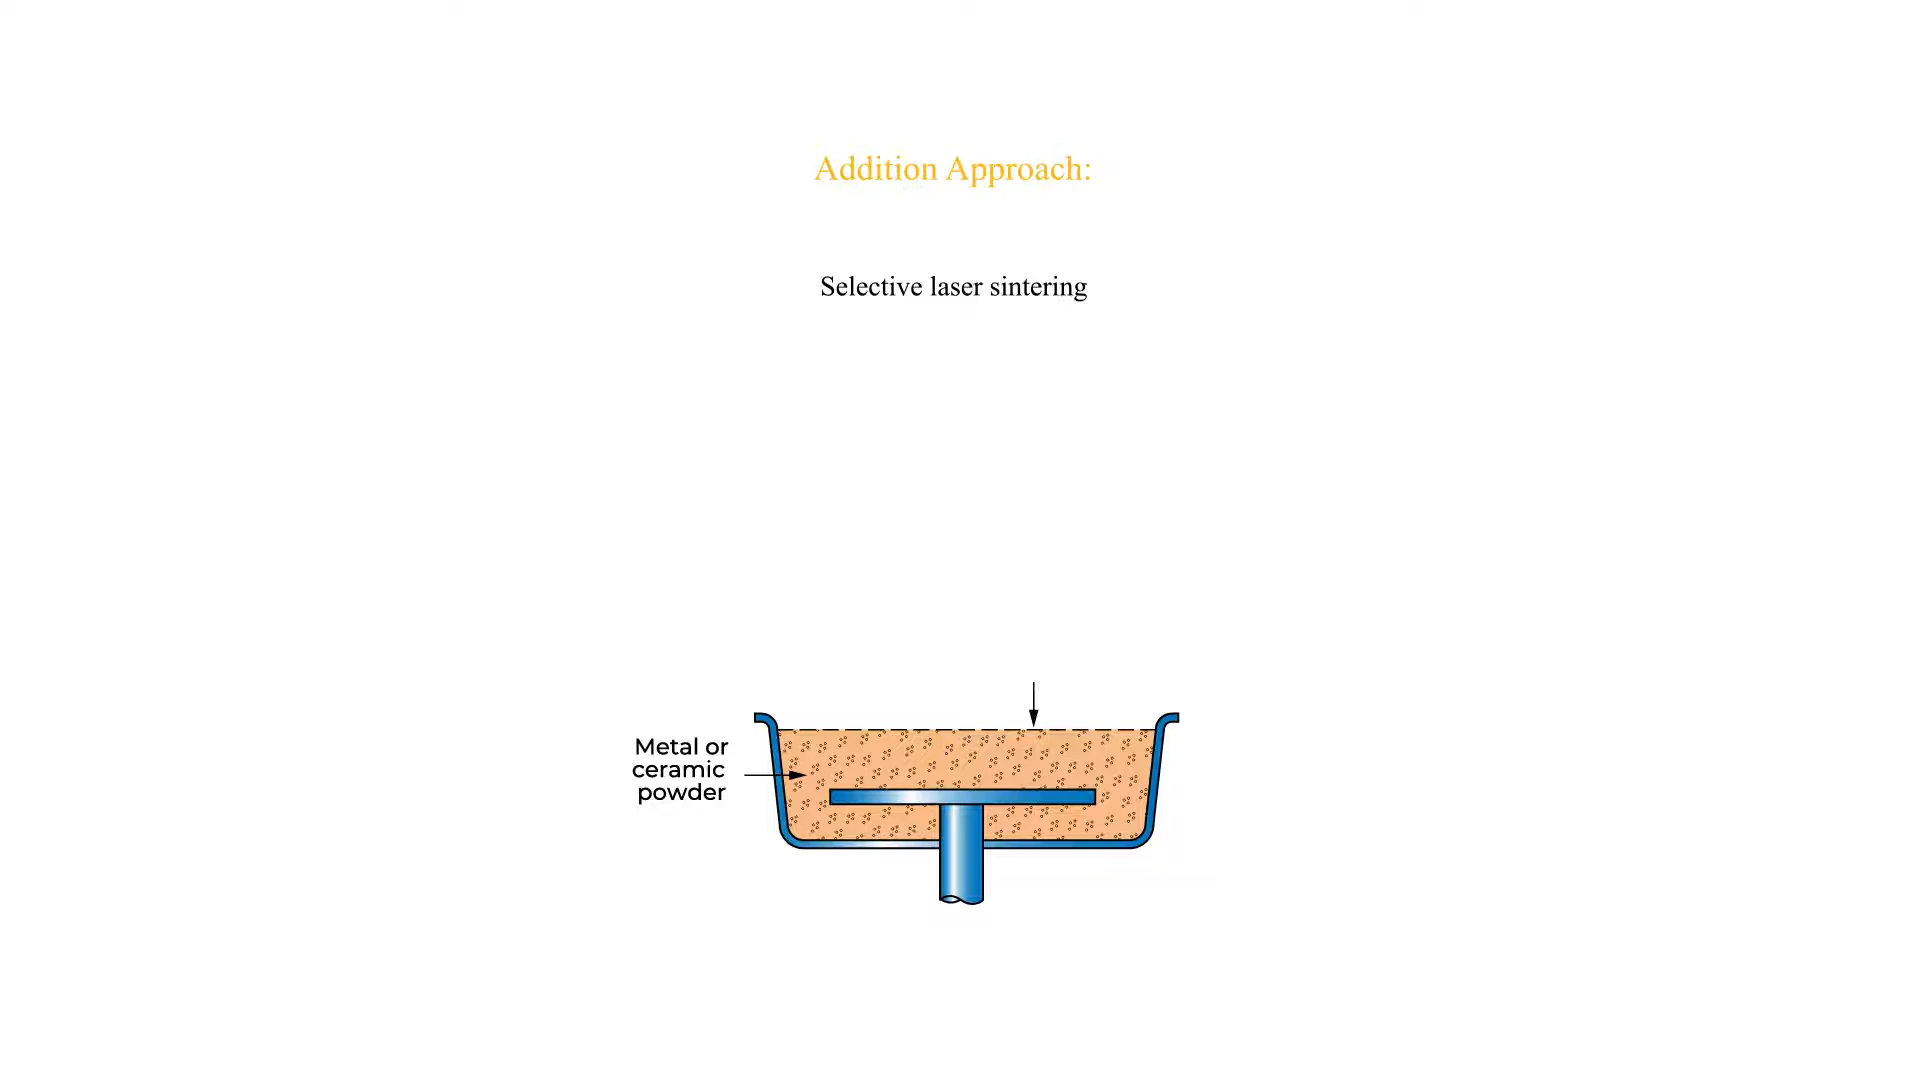 Addition Approach:
Selective laser sintering
Metal or
ceramic
powder